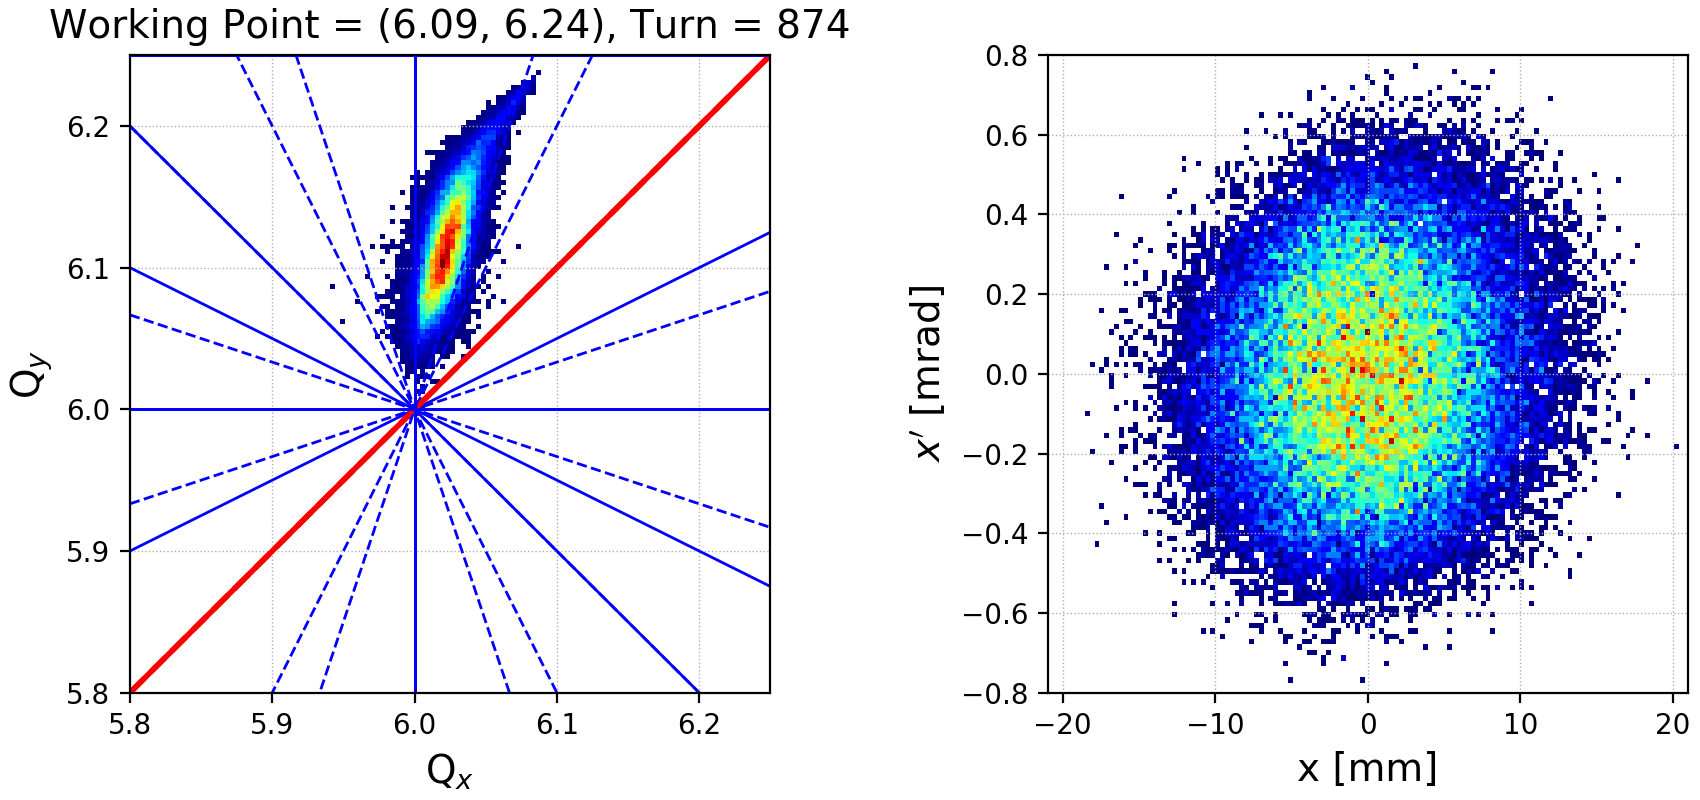 Working Point = (6.09, 6.24), Turn = 874
6.2
6.1
6.0
5.9
5.8
Qy
5.8 5.9 6.0 6.1 6.2
Qx
0.8
0.6
0.4
0.2
0.0
−0.2
−0.4
−0.6
−0.8
x′ [mrad]
−20 −10 0 10 20
x [mm]